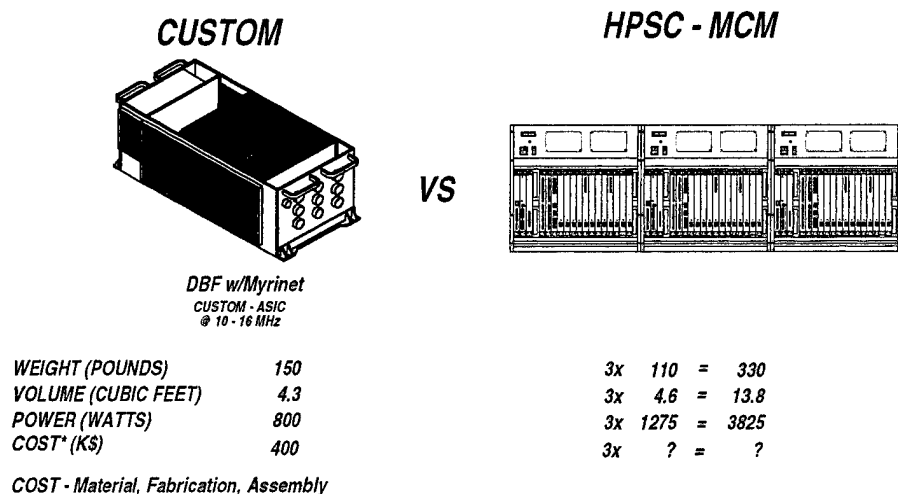 CUSTOM
HPSC - MCM
VS
DBF w/Myrinet
CUSTOM - ASIC
@ 10 - 16 MHz
WEIGHT (POUNDS) 150 3x 110 = 330
VOLUME (CUBIC FEET) 4.3 3x 4.6 = 13.8
POWER (WATTS) 800 3x 1275 = 3825
COST* (K$) 400 3x ? = ?
COST - Material, Fabrication, Assembly